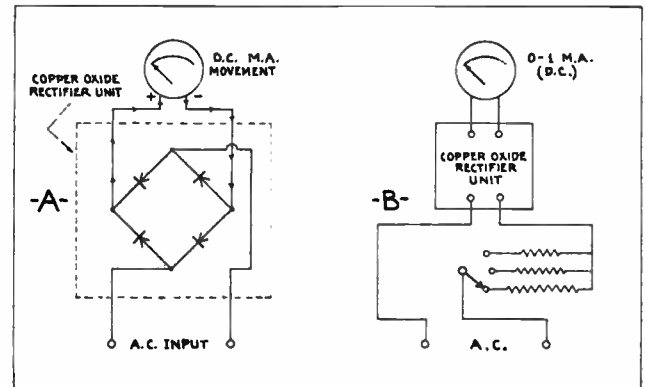 D.C. M.A.
MOVEMENT
COPPER OXIDE
RECTIFIER UNIT
+ -
-A-
A.C. INPUT
0-1 M.A.
(D.C.)
COPPER OXIDE
RECTIFIER
UNIT
-B-
A.C.